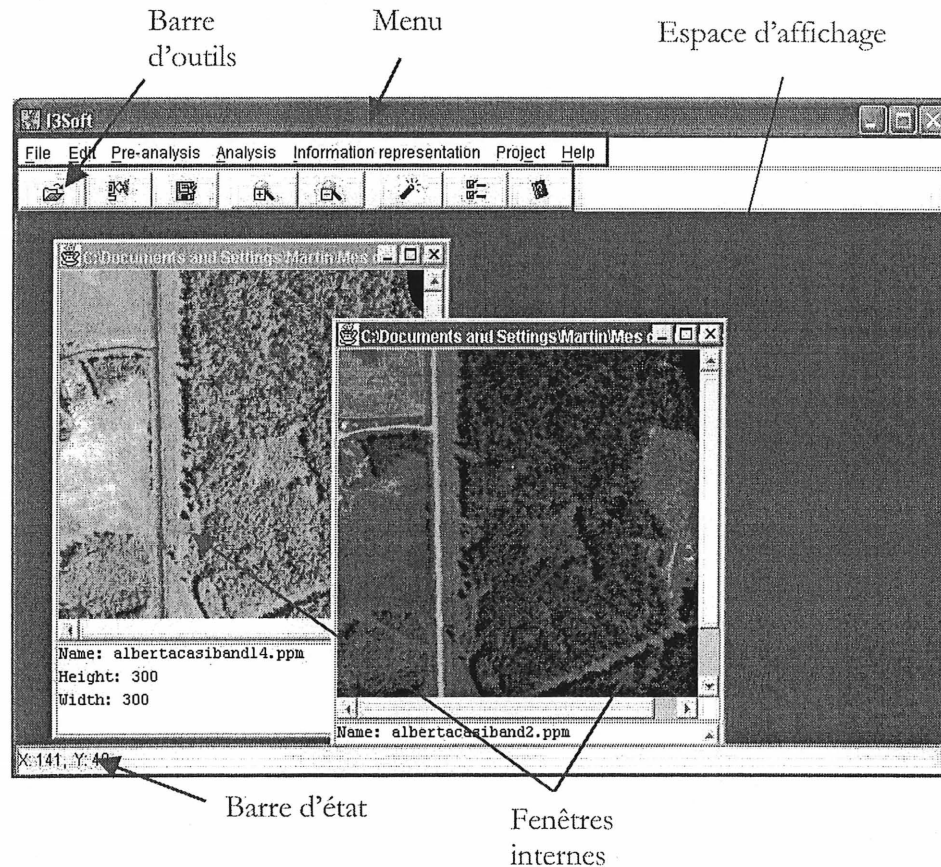 Barre
d'outils
Menu
Espace d'affichage
I3Soft
File Edit Pre-analysis Analysis Information representation Project Help
C:\Documents and Settings\Martin\Mes d
C:\Documents and Settings\Martin\Mes
Name: albertacasiband14.ppm
Height: 300
Width: 300
Name: albertacasiband2.ppm
X:141, Y:
Barre d'état
Fenêtres
internes